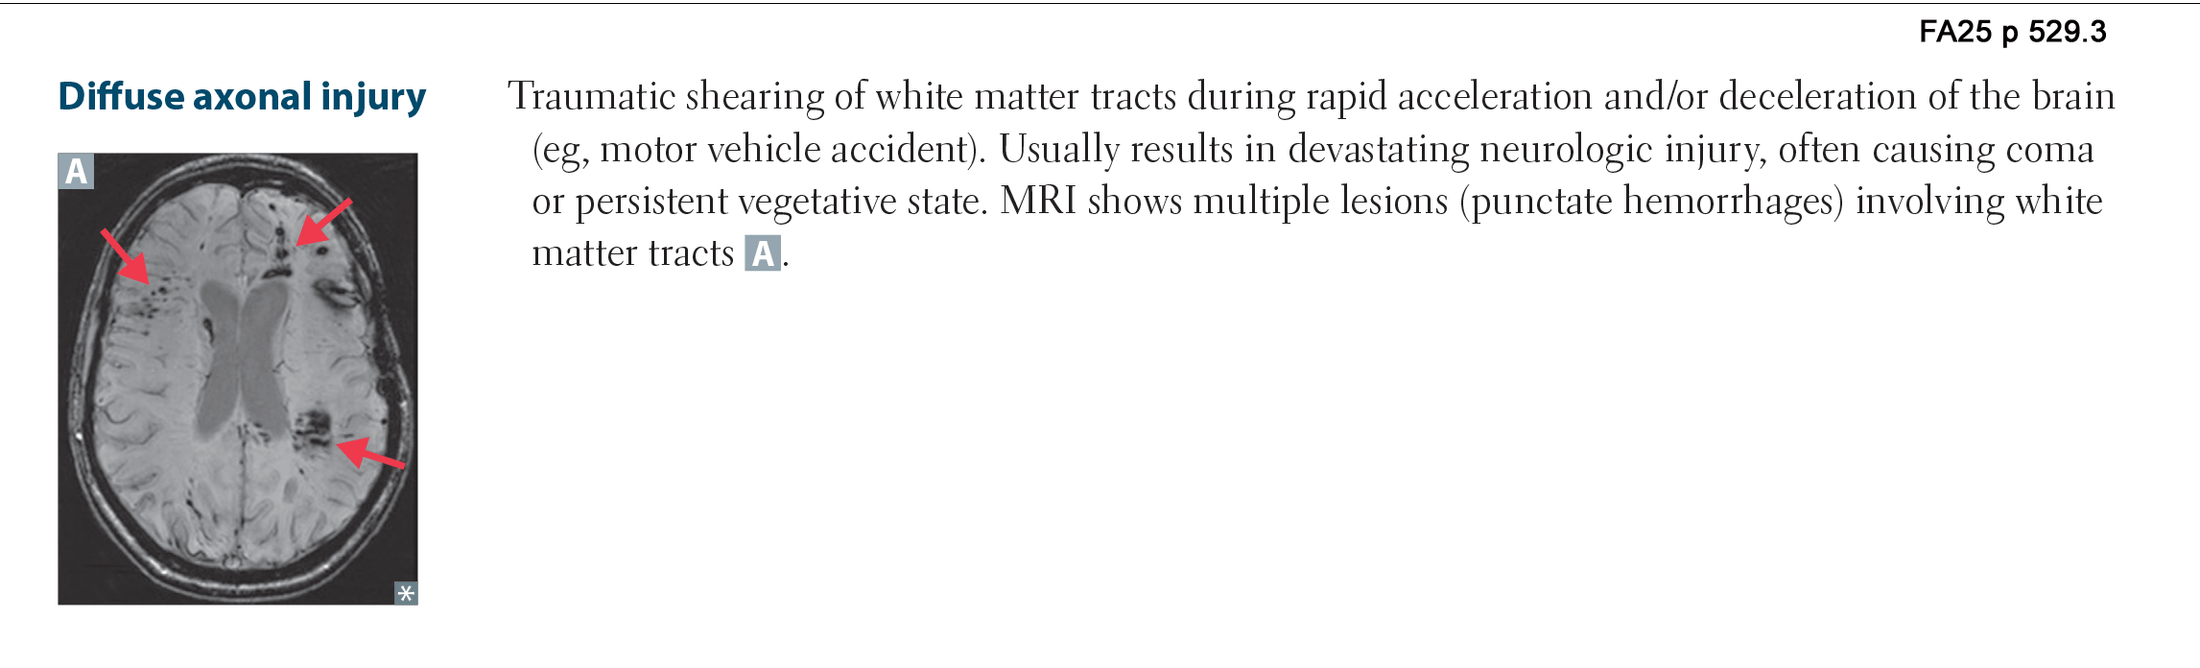 FA25 p 529.3
Diffuse axonal injury
Traumatic shearing of white matter tracts during rapid acceleration and/or deceleration of the brain
(eg, motor vehicle accident). Usually results in devastating neurologic injury, often causing coma
or persistent vegetative state. MRI shows multiple lesions (punctate hemorrhages) involving white
matter tracts A.
A
*